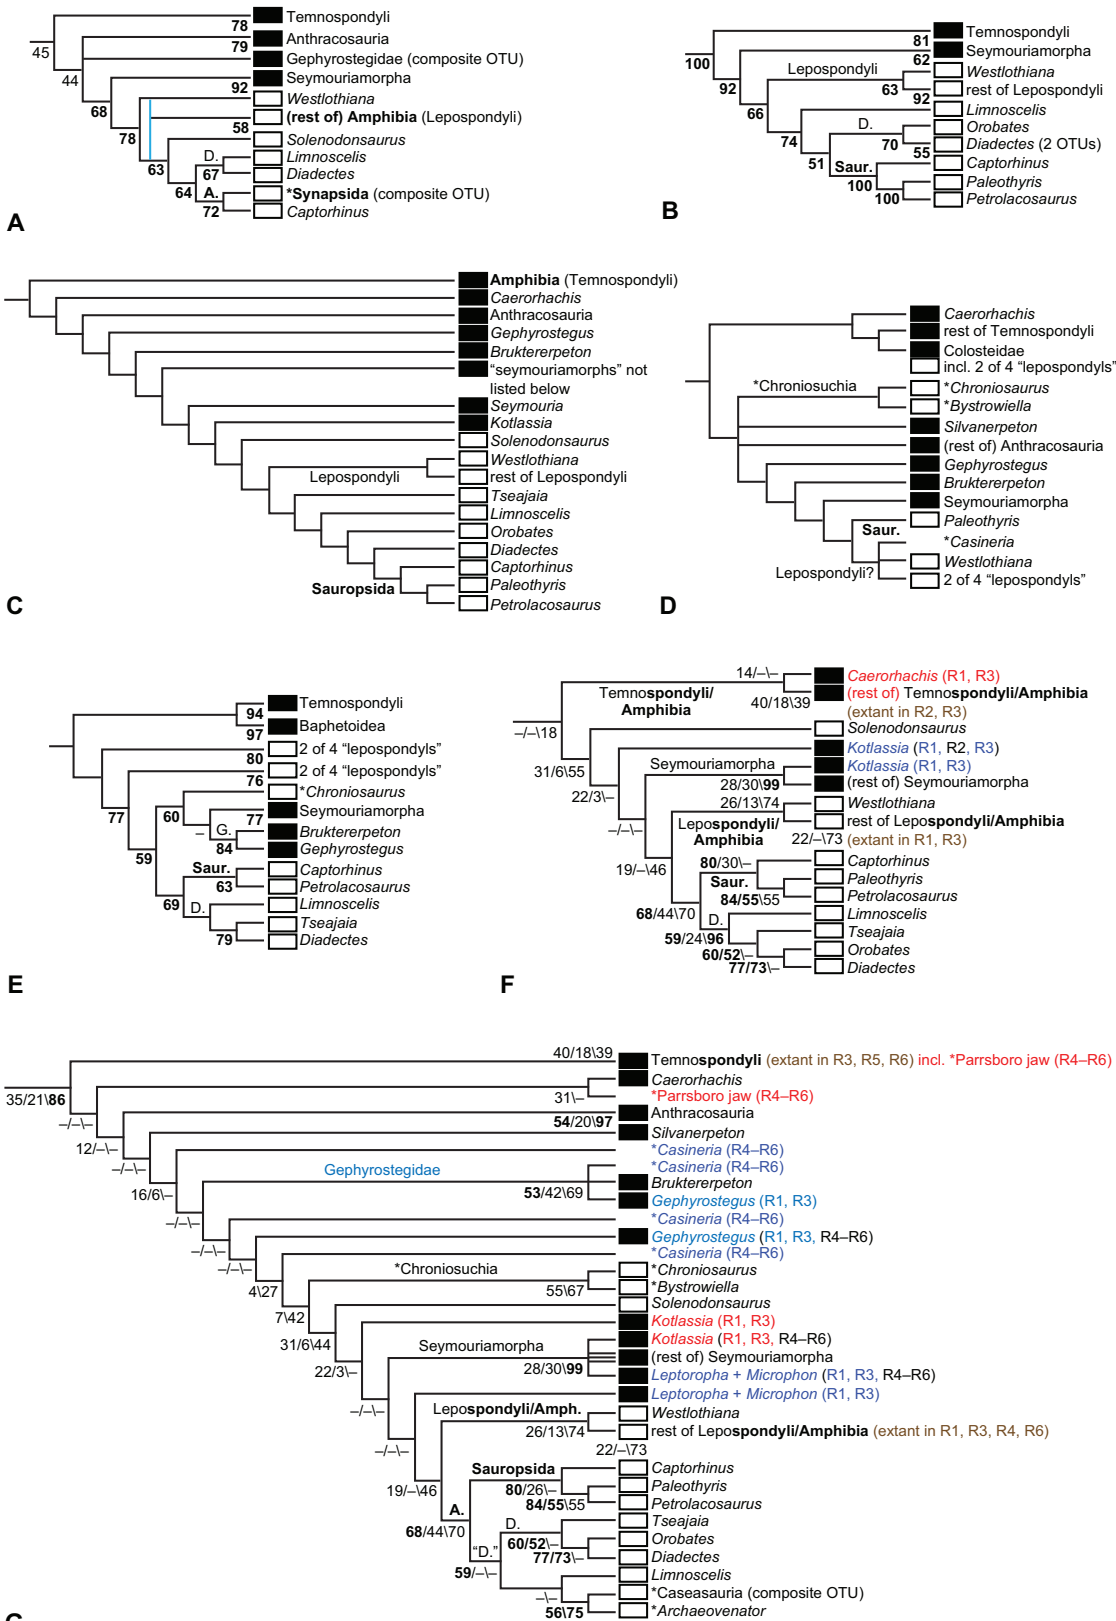 Temnospondyli
78
45
Anthracosauria
79
Gephyrostegidae (composite OTU)
44
Seymouriamorpha
92
68
Westlothiana
(rest of) Amphibia (Lepospondyli)
78
58
Solenodonsaurus
63
D.
Limnoscelis
67
Diadectes
64
A.
*Synapsida (composite OTU)
72
Captorhinus
A
Temnospondyli
81
100
Seymouriamorpha
62
Lepospondyli
Westlothiana
92
63
rest of Lepospondyli
66
92
Limnoscelis
D.
Orobates
74
70
Diadectes (2 OTUs)
55
51
Saur.
Captorhinus
100
Paleothyris
100
Petrolacosaurus
B
Amphibia (Temnospondyli)
Caerorhachis
Anthracosauria
Gephyrostegus
Bruktererpeton
“seymouriamorphs” not
listed below
Seymouria
Kotlassia
Solenodonsaurus
Westlothiana
Lepospondyli
rest of Lepospondyli
Tseajaia
Limnoscelis
Orobates
Diadectes
Captorhinus
Sauropsida
Paleothyris
Petrolacosaurus
C
Caerorhachis
rest of Temnospondyli
Colosteidae
incl. 2 of 4 “lepospondyls”
*Chroniosuchia
*Chroniosaurus
*Bystrowiella
Silvanerpeton
(rest of) Anthracosauria
Gephyrostegus
Bruktererpeton
Seymouriamorpha
Paleothyris
Saur.
*Casineria
Westlothiana
Lepospondyli?
2 of 4 “lepospondyls”
D
Temnospondyli
94
Baphetoidea
97
2 of 4 “lepospondyls”
80
2 of 4 “lepospondyls”
76
*Chroniosaurus
77
60
77
Seymouriamorpha
–
G.
Bruktererpeton
59
84
Gephyrostegus
Saur.
Captorhinus
63
Petrolacosaurus
69
D.
Limnoscelis
Tseajaia
79
Diadectes
E
14/–\–
Caerorhachis (R1, R3)
Temnospondyli/
Amphibia
40/18\39
(rest of) Temnospondyli/Amphibia
(extant in R2, R3)
–/–\18
Solenodonsaurus
Kotlassia (R1, R2, R3)
31/6\55
Seymouriamorpha
Kotlassia (R1, R3)
28/30\99
(rest of) Seymouriamorpha
22/3\–
26/13\74
Westlothiana
–/–\–
Lepospondyli/
Amphibia
rest of Lepospondyli/Amphibia
22/–\73
(extant in R1, R3)
19/–\46
80/30\–
Captorhinus
Saur.
Paleothyris
84/55\55
Petrolacosaurus
68/44\70
D.
Limnoscelis
59/24\96
Tseajaia
60/52\–
Orobates
77/73\–
Diadectes
F
40/18\39
Temnospondyli (extant in R3, R5, R6) incl. *Parrsboro jaw (R4–R6)
35/21\86
Caerorhachis
31\–
*Parrsboro jaw (R4–R6)
–/–\–
54/20\97
Anthracosauria
12/–\–
Silvanerpeton
–/–\–
*Casineria (R4–R6)
Gephyrostegidae
*Casineria (R4–R6)
16/6\–
53/42\69
Bruktererpeton
Gephyrostegus (R1, R3)
–/–\–
*Casineria (R4–R6)
–/–\–
Gephyrostegus (R1, R3, R4–R6)
*Casineria (R4–R6)
*Chroniosuchia
*Chroniosaurus
4\27
55\67
*Bystrowiella
7\42
Solenodonsaurus
31/6\44
Kotlassia (R1, R3)
Seymouriamorpha
Kotlassia (R1, R3, R4–R6)
(rest of) Seymouriamorpha
22/3\–
28/30\99
Leptoropha + Microphon (R1, R3, R4–R6)
–/–\–
Leptoropha + Microphon (R1, R3)
Lepospondyli/Amph.
Westlothiana
26/13\74
rest of Lepospondyli/Amphibia (extant in R1, R3, R4, R6)
–/–\–
22/–\73
Sauropsida
Captorhinus
19/–\46
80/26\–
Paleothyris
84/55\55
Petrolacosaurus
A.
D.
Tseajaia
68/44\70
60/52\–
Orobates
“D.”
77/73\–
Diadectes
59/–\–
Limnoscelis
–\–
*Caseasauria (composite OTU)
56\75
*Archaeovenator